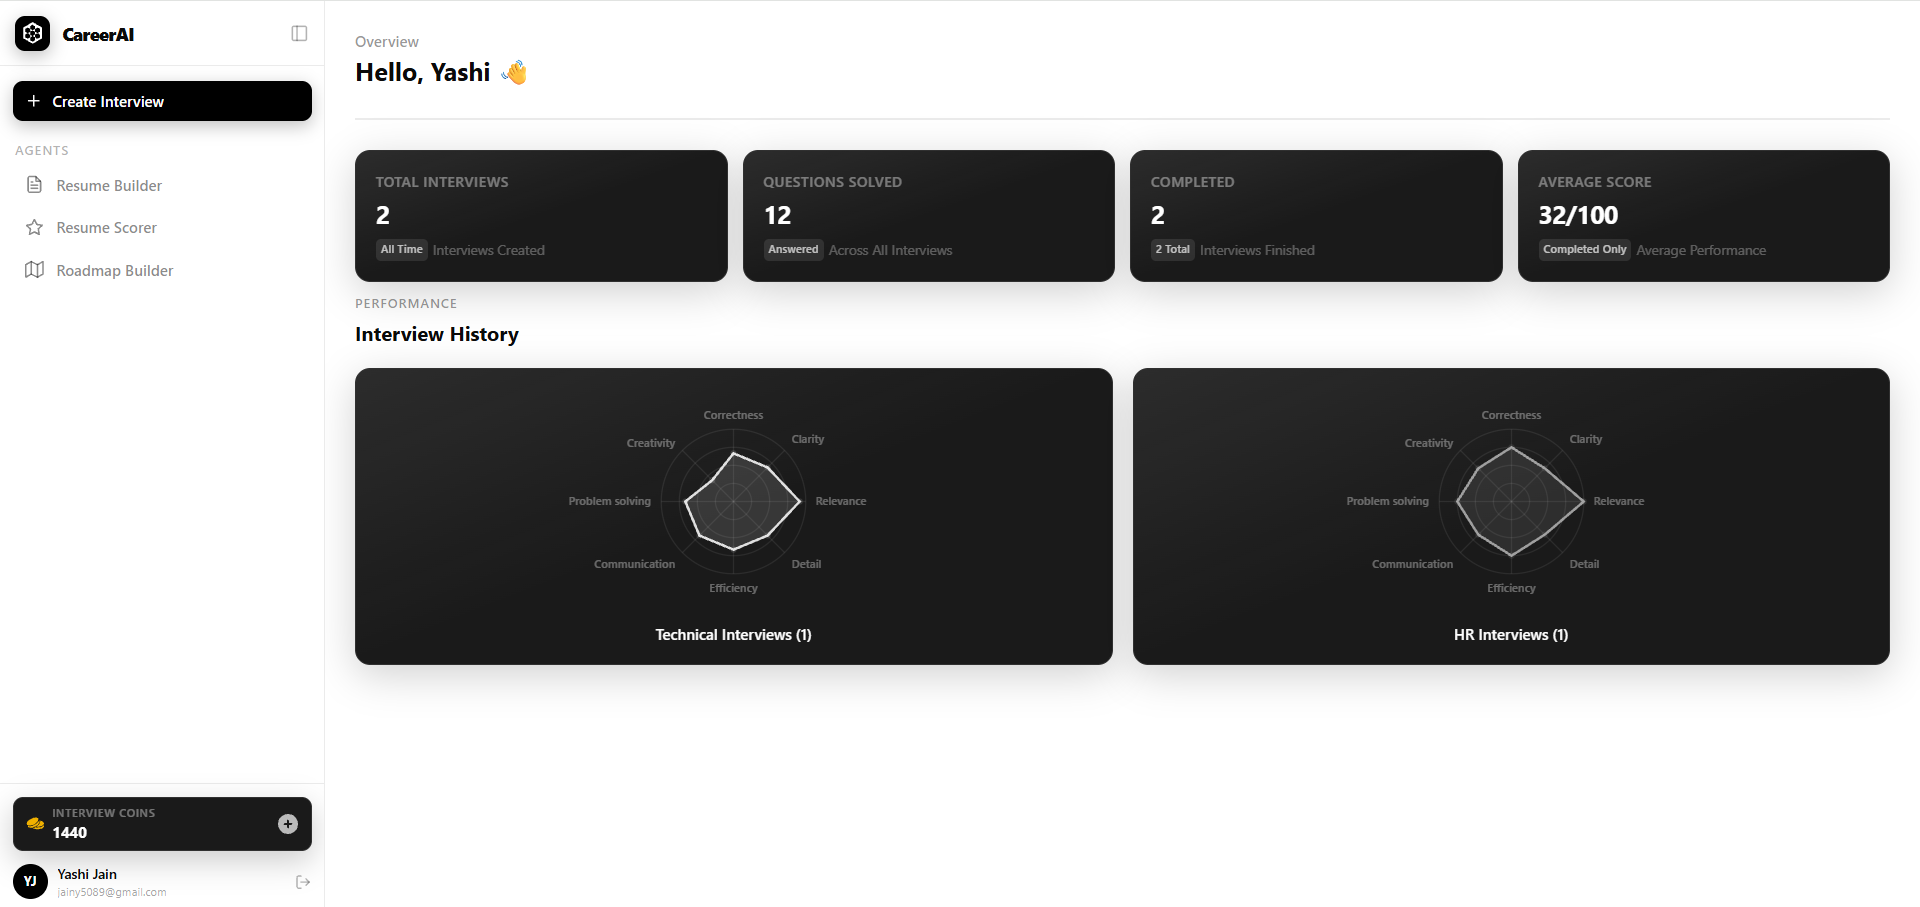 CareerAI
Create Interview
AGENTS
Resume Builder
Resume Scorer
Roadmap Builder
INTERVIEW COINS
1440
YJ
Yashi Jain
jainy5089@gmail.com
Overview
Hello, Yashi 👋
TOTAL INTERVIEWS
2
All Time Interviews Created
QUESTIONS SOLVED
12
Answered Across All Interviews
COMPLETED
2
2 Total Interviews Finished
AVERAGE SCORE
32/100
Completed Only Average Performance
PERFORMANCE
Interview History
Correctness
Clarity
Relevance
Detail
Efficiency
Communication
Problem solving
Creativity
Technical Interviews (1)
Correctness
Clarity
Relevance
Detail
Efficiency
Communication
Problem solving
Creativity
HR Interviews (1)